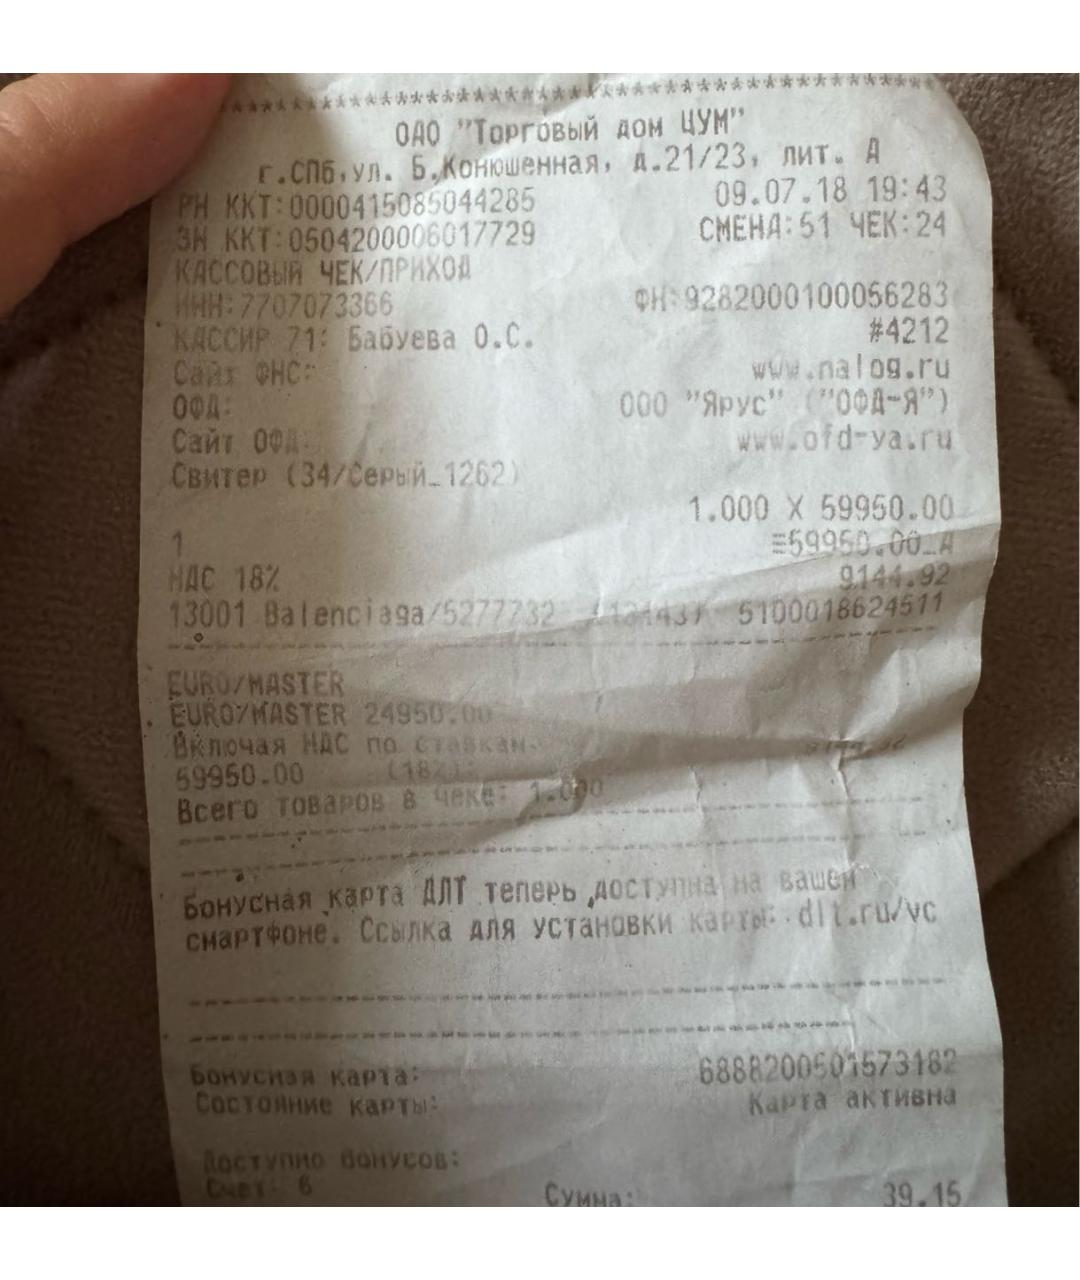 ******************************************
ОАО "Торговый дом ЦУМ"
г.СПб,ул. Б.Конюшенная, д.21/23, лит. А
РН ККТ:0000415085044285 09.07.18 19:43
ЗН ККТ:0504200006017729 СМЕНА:51 ЧЕК:24
КАССОВЫЙ ЧЕК/ПРИХОД
ИНН:7707073366 ФН:9282000100056283
КАССИР 71: Бабуева О.С. #4212
Сайт ФНС: www.nalog.ru
ОФД: ООО "Ярус" ("ОФД-Я")
Сайт ОФД: www.ofd-ya.ru
Свитер (34/Серый_1262)
1.000 X 59950.00
1 =59950.00_А
НДС 18% 9144.92
13001 Balenciaga/5277732 5100018624511
EURO/MASTER
EURO/MASTER 24950.00
Включая НДС по ставкам
59950.00 (18%):
Всего товаров в чеке: 1.000
Бонусная карта ДЛТ теперь доступна на вашем
смартфоне. Ссылка для установки карты: dlt.ru/vc
Бонусная карта: 6888200501573182
Состояние карты: Карта активна
Доступно бонусов:
Счет: 6 Сумма: 39.15